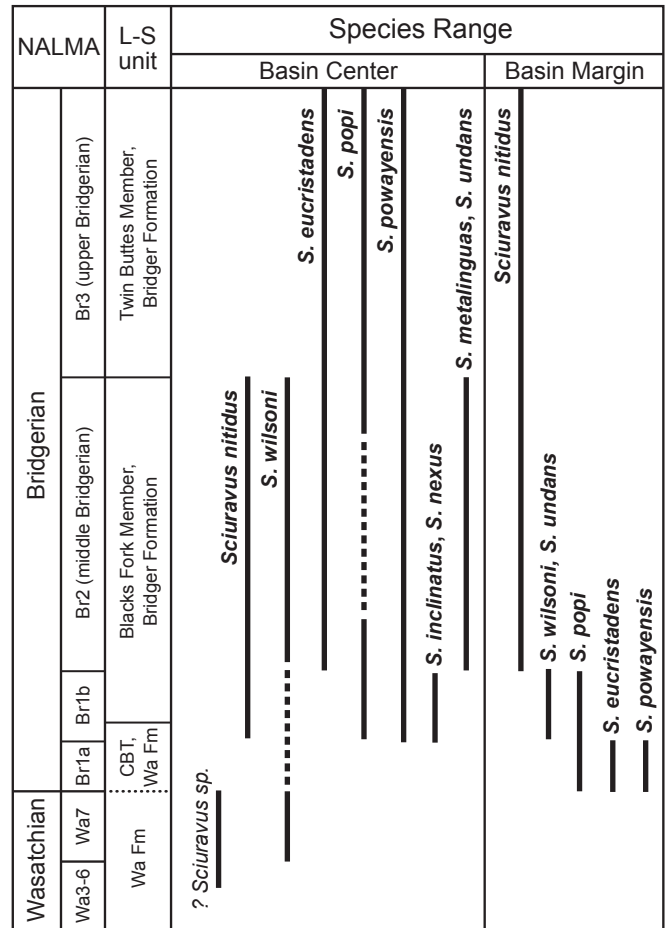 NALMA
L-S
unit
Species Range
Basin Center
Basin Margin
Bridgerian
Wasatchian
Br3 (upper Bridgerian)
Br2 (middle Bridgerian)
Br1b
Br1a
Wa7
Wa3-6
Twin Buttes Member,
Bridger Formation
Blacks Fork Member,
Bridger Formation
CBT,
Wa Fm
Wa Fm
? Sciuravus sp.
Sciuravus nitidus
S. wilsoni
S. eucristadens
S. popi
S. powayensis
S. inclinatus, S. nexus
S. metalinguas, S. undans
Sciuravus nitidus
S. wilsoni, S. undans
S. popi
S. eucristadens
S. powayensis